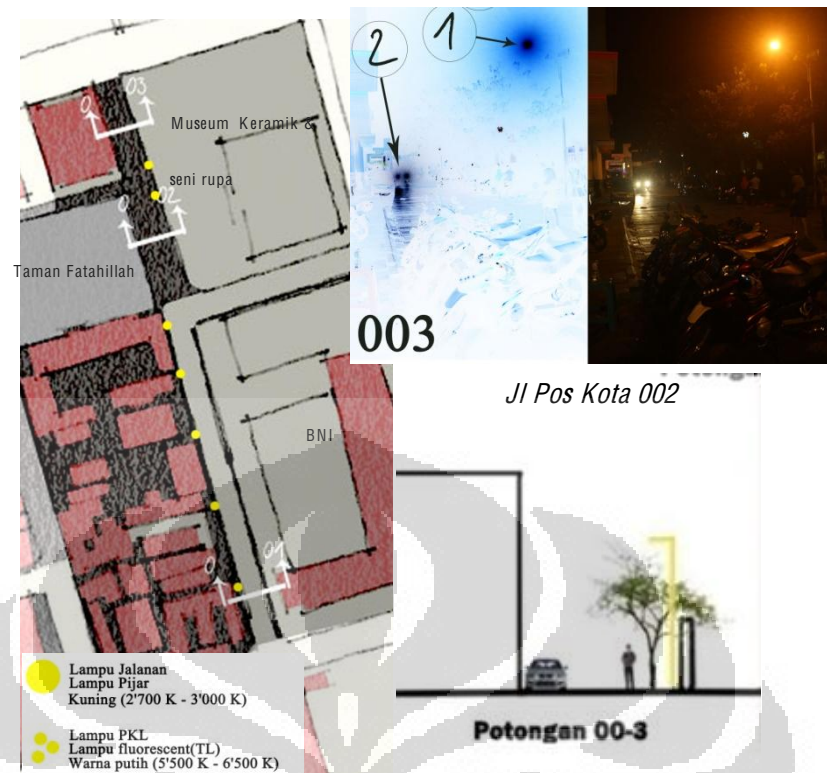 03
0
Museum Keramik &
seni rupa
02
0
Taman Fatahillah
BNI
01
0
Lampu Jalanan
Lampu Pijar
Kuning (2'700 K - 3'000 K)
Lampu PKL
Lampu fluorescent(TL)
Warna putih (5'500 K - 6'500 K)
1
2
003
Jl Pos Kota 002
Potongan 00-3